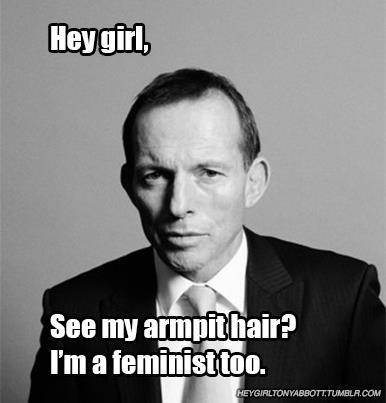 Hey girl,
See my armpit hair?
I'm a feminist too.
HEYGIRLTONYABBOTT.TUMBLR.COM